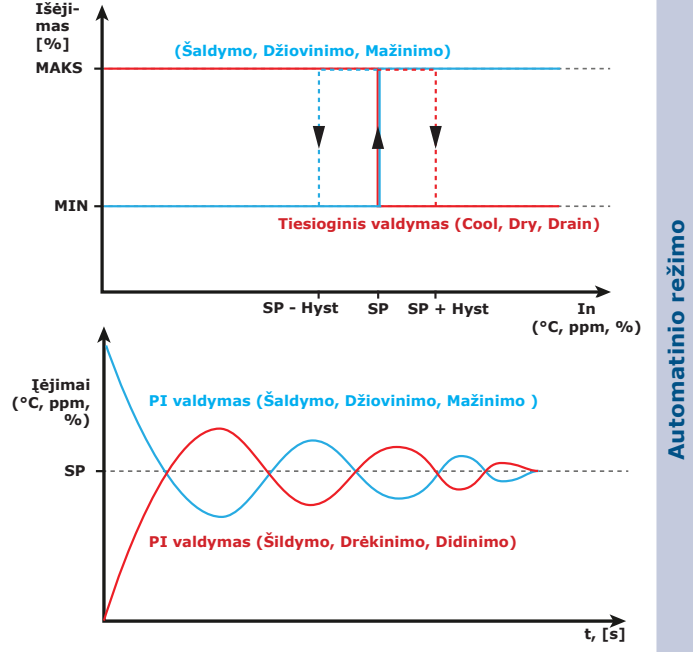 Išėji-
mas
[%]
(Šaldymo, Džiovinimo, Mažinimo)
MAKS
MIN
Tiesioginis valdymas (Cool, Dry, Drain)
SP - Hyst
SP
SP + Hyst
In
(°C, ppm, %)
Įėjimai
(°C, ppm,
%)
PI valdymas (Šaldymo, Džiovinimo, Mažinimo )
SP
PI valdymas (Šildymo, Drėkinimo, Didinimo)
t, [s]
Automatinio režimo